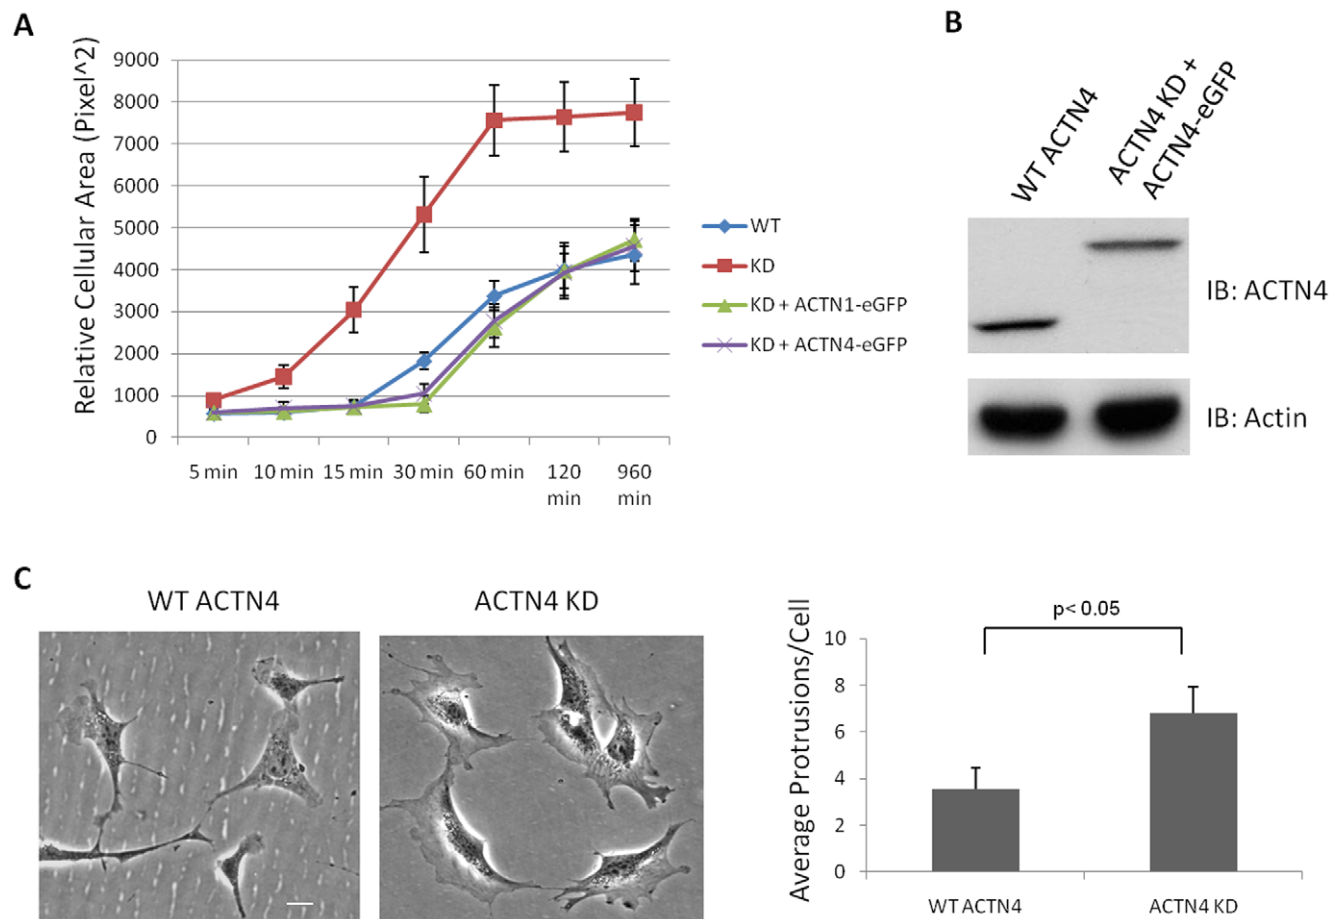 A
Relative Cellular Area (Pixel^2)
9000
8000
7000
6000
5000
4000
3000
2000
1000
0
5 min 10 min 15 min 30 min 60 min 120 min 960 min
WT
KD
KD + ACTN1-eGFP
KD + ACTN4-eGFP
B
WT ACTN4
ACTN4 KD +
ACTN4-eGFP
IB: ACTN4
IB: Actin
C
WT ACTN4
ACTN4 KD
Average Protrusions/Cell
p< 0.05
10
8
6
4
2
0
WT ACTN4
ACTN4 KD